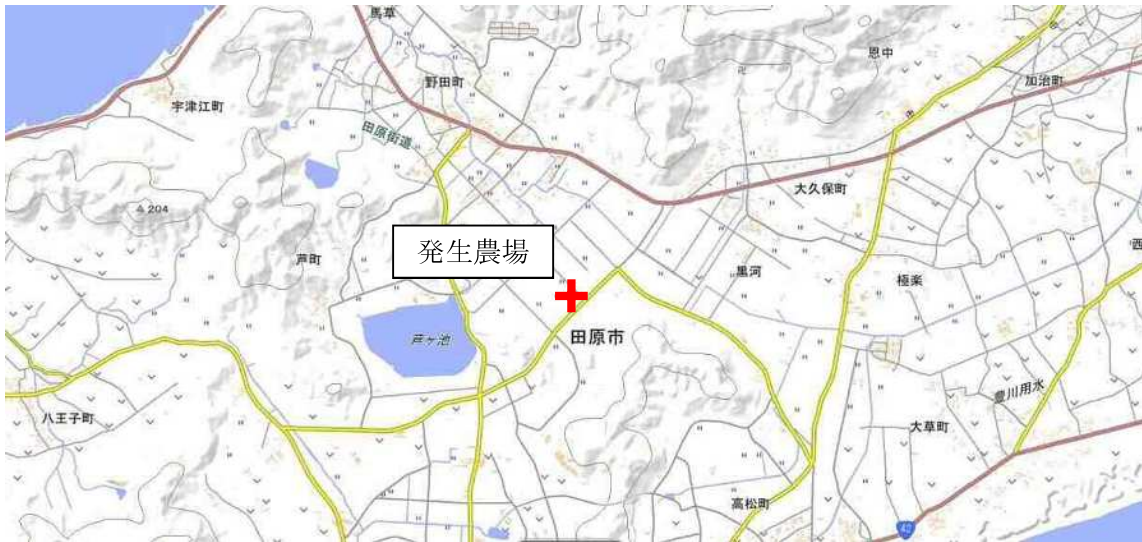 馬草
恩中
野田町
加治町
宇津江町
田原街道
大久保町
204
芦町
発生農場
黒河
西
極楽
田原市
芦ヶ池
豊川用水
八王子町
大草町
高松町
42